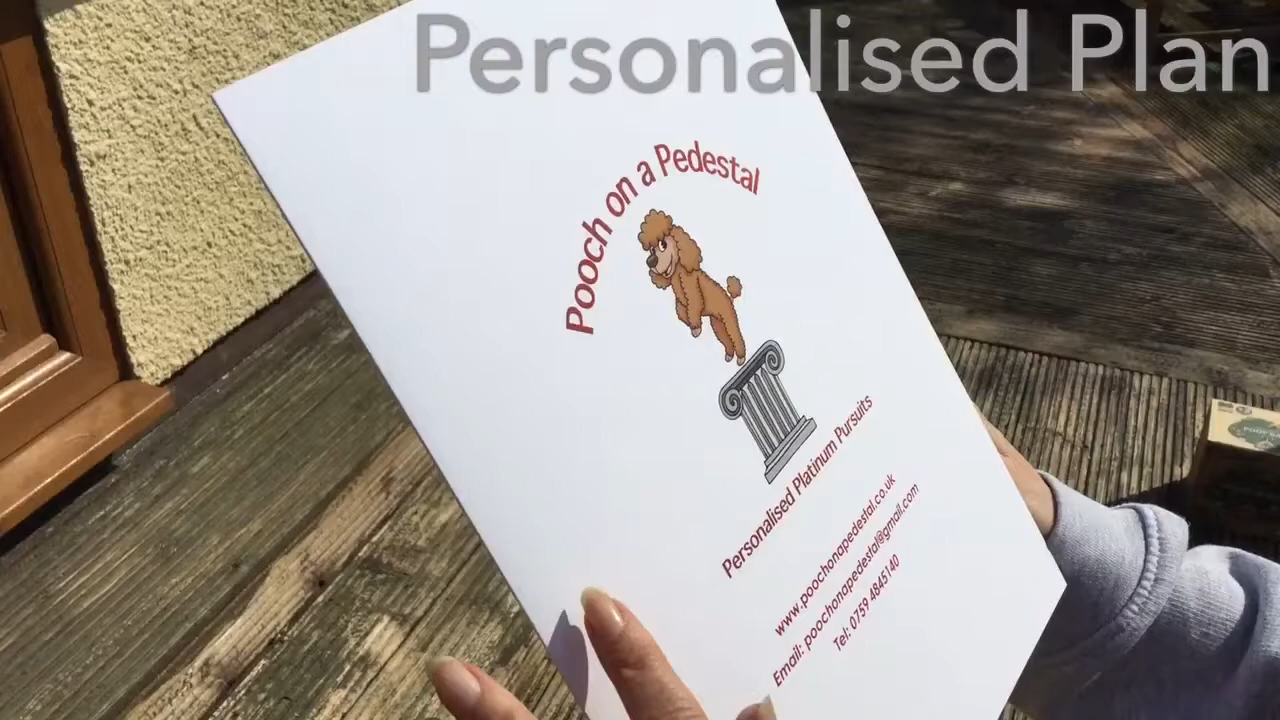 Personalised Plan
Pooch on a Pedestal
Personalised Platinum Pursuits
www.poochonapedestal.co.uk
Email: poochonapedestal@gmail.com
Tel: 0759 4845140